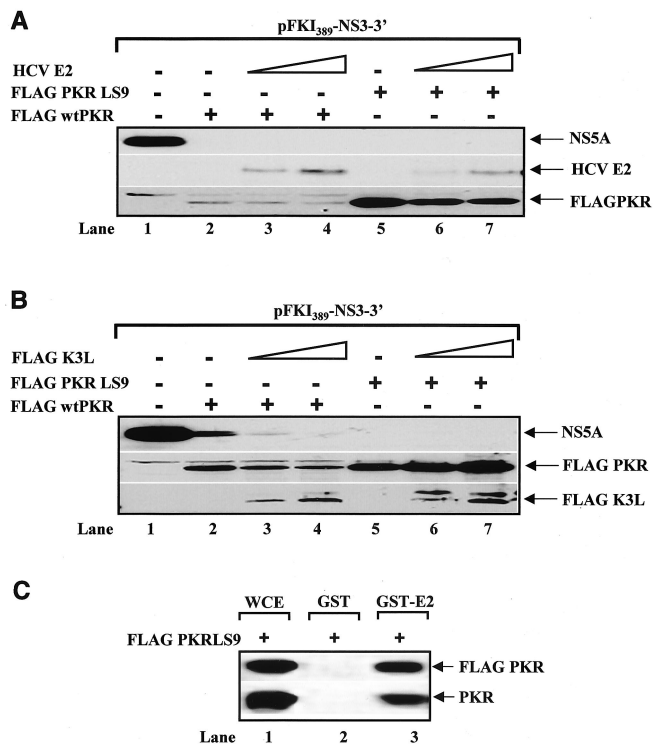 A
pFKI389-NS3-3'
HCV E2 - - -
FLAG PKR LS9 - - - - + + +
FLAG wtPKR - + + + - - -
NS5A
HCV E2
FLAGPKR
Lane 1 2 3 4 5 6 7
B
pFKI389-NS3-3'
FLAG K3L - - -
FLAG PKR LS9 - - - - + + +
FLAG wtPKR - + + + - - -
NS5A
FLAG PKR
FLAG K3L
Lane 1 2 3 4 5 6 7
C
WCE GST GST-E2
FLAG PKRLS9 + + +
FLAG PKR
PKR
Lane 1 2 3